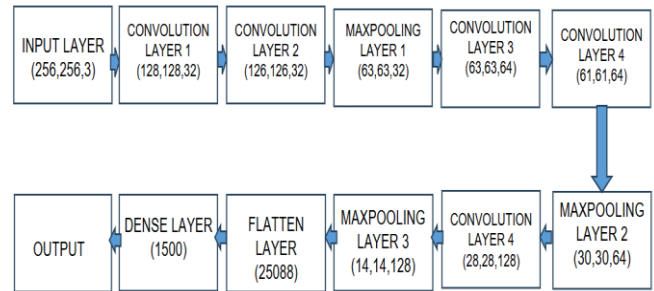 INPUT LAYER
(256,256,3)
CONVOLUTION
LAYER 1
(128,128,32)
CONVOLUTION
LAYER 2
(126,126,32)
MAXPOOLING
LAYER 1
(63,63,32)
CONVOLUTION
LAYER 3
(63,63,64)
CONVOLUTION
LAYER 4
(61,61,64)
MAXPOOLING
LAYER 2
(30,30,64)
CONVOLUTION
LAYER 4
(28,28,128)
MAXPOOLING
LAYER 3
(14,14,128)
FLATTEN
LAYER
(25088)
DENSE LAYER
(1500)
OUTPUT